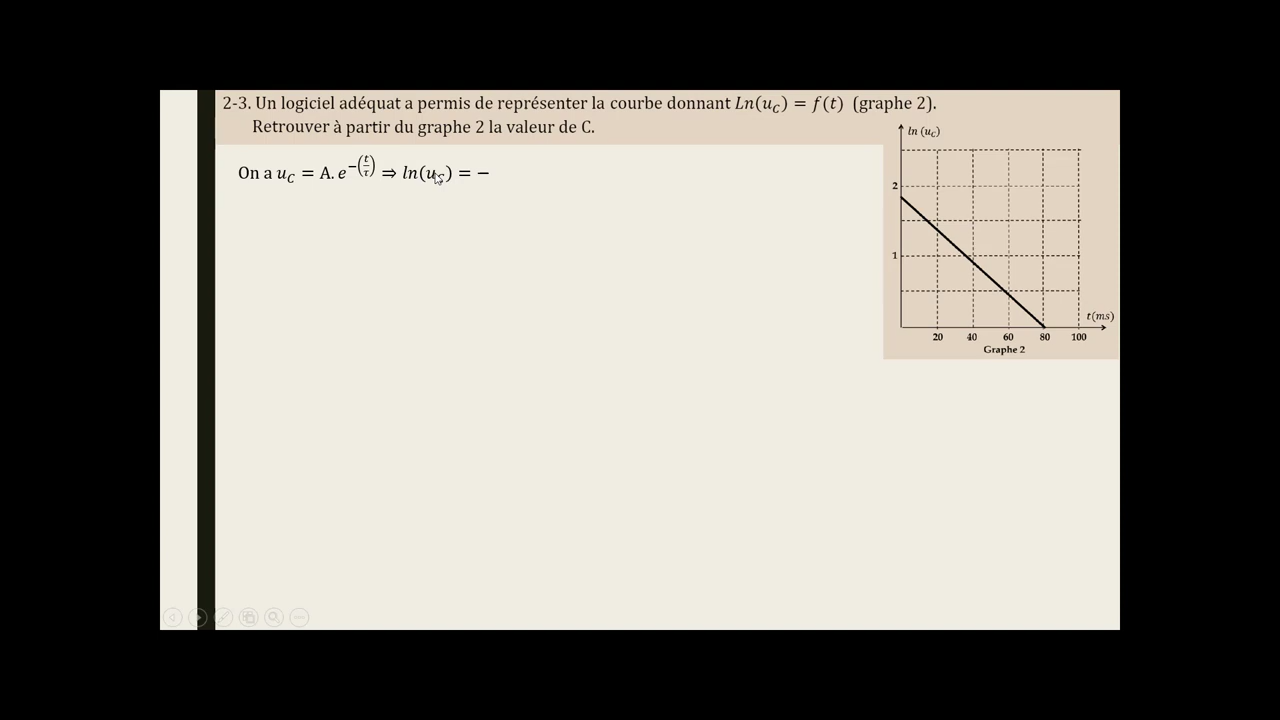 2-3. Un logiciel adéquat a permis de représenter la courbe donnant Ln(u_C) = f(t) (graphe 2).
Retrouver à partir du graphe 2 la valeur de C.
On a u_C = A. e^{-(t/τ)} ⇒ ln(u_C) = −
ln (u_C)
2
1
t(ms)
20 40 60 80 100
Graphe 2